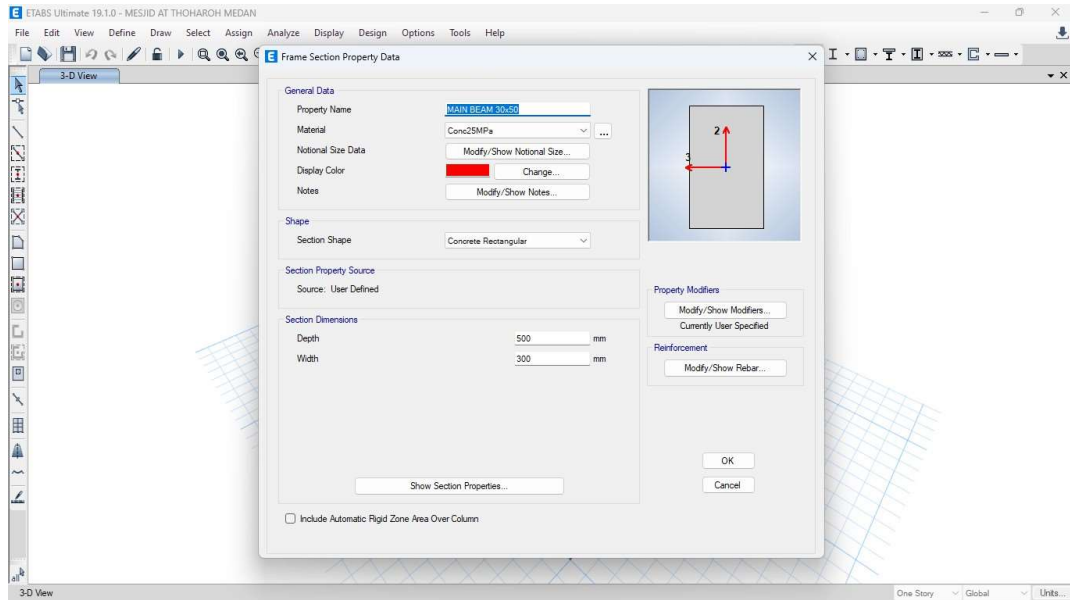 E ETABS Ultimate 19.1.0 - MESJID AT THOHAROH MEDAN
File Edit View Define Draw Select Assign Analyze Display Design Options Tools Help
3-D View
E Frame Section Property Data
General Data
Property Name MAIN BEAM 30x50
Material Conc25MPa ...
Notional Size Data Modify/Show Notional Size...
Display Color Change...
Notes Modify/Show Notes...
2
3
Shape
Section Shape Concrete Rectangular
Section Property Source
Source: User Defined
Property Modifiers
Modify/Show Modifiers...
Currently User Specified
Section Dimensions
Depth 500 mm
Width 300 mm
Reinforcement
Modify/Show Rebar...
OK
Show Section Properties...
Cancel
Include Automatic Rigid Zone Area Over Column
all
3-D View One Story Global Units...